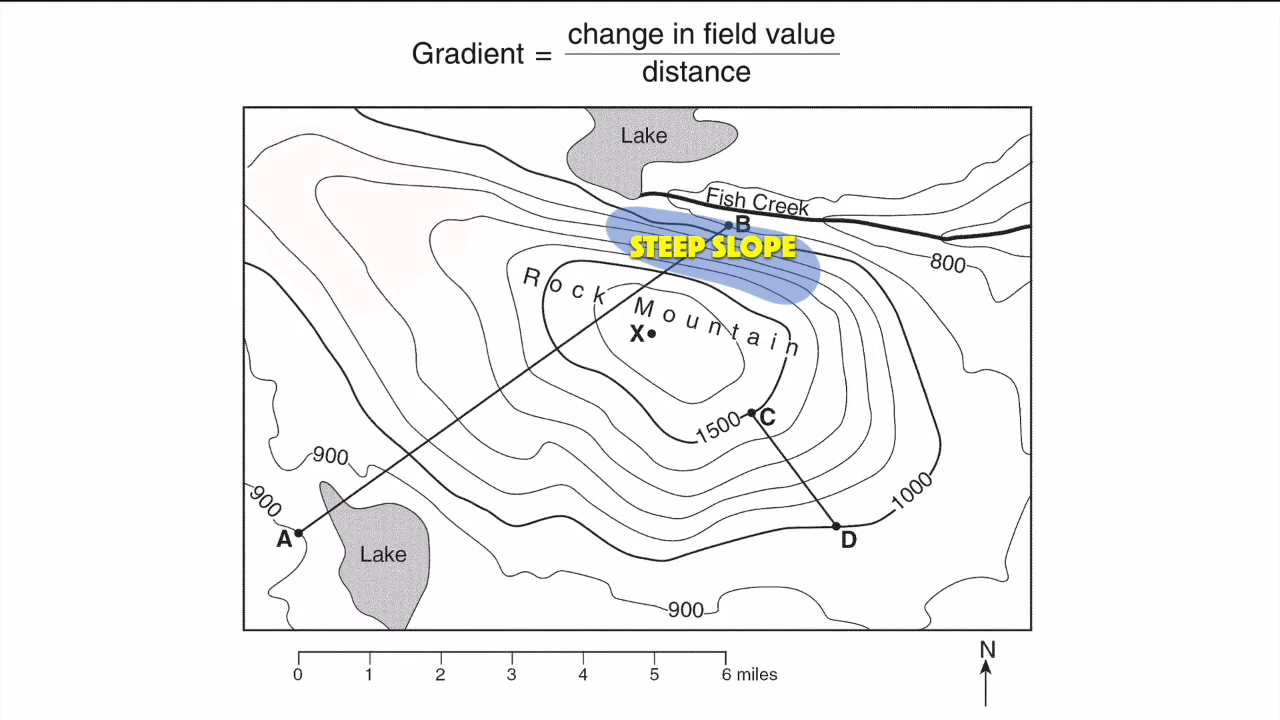 Gradient = change in field value
distance
Lake
Fish Creek
B
STEEP SLOPE
800
Rock Mountain
X
C
1500
900
900
1000
A
D
Lake
900
0 1 2 3 4 5 6 miles
N